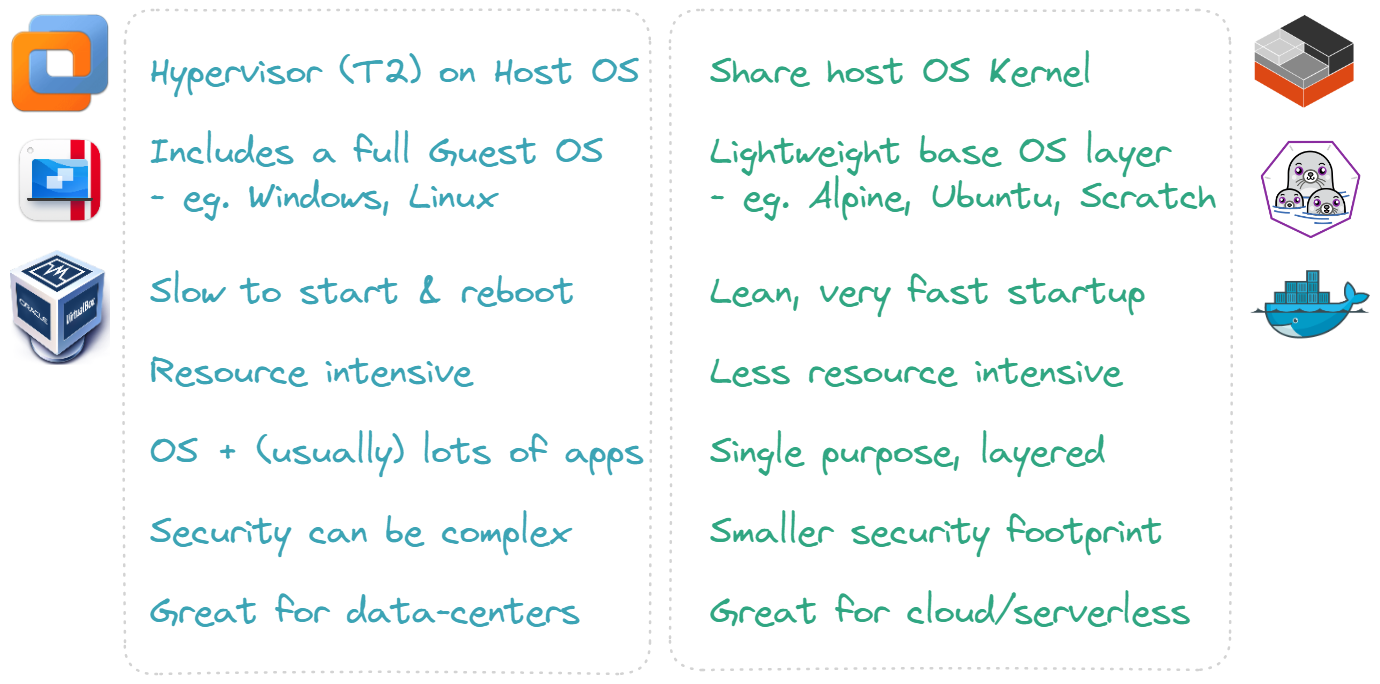 Hypervisor (T2) on Host OS
Includes a full Guest OS
- eg. Windows, Linux
Slow to start & reboot
Resource intensive
OS + (usually) lots of apps
Security can be complex
Great for data-centers
Share host OS Kernel
Lightweight base OS layer
- eg. Alpine, Ubuntu, Scratch
Lean, very fast startup
Less resource intensive
Single purpose, layered
Smaller security footprint
Great for cloud/serverless
ORACLE
VirtualBox